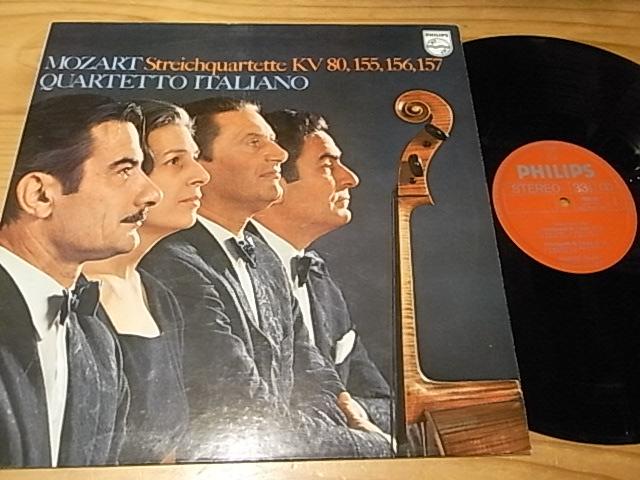 MOZART Streichquartette KV 80, 155, 156, 157
QUARTETTO ITALIANO
PHILIPS
PHILIPS
STEREO 33